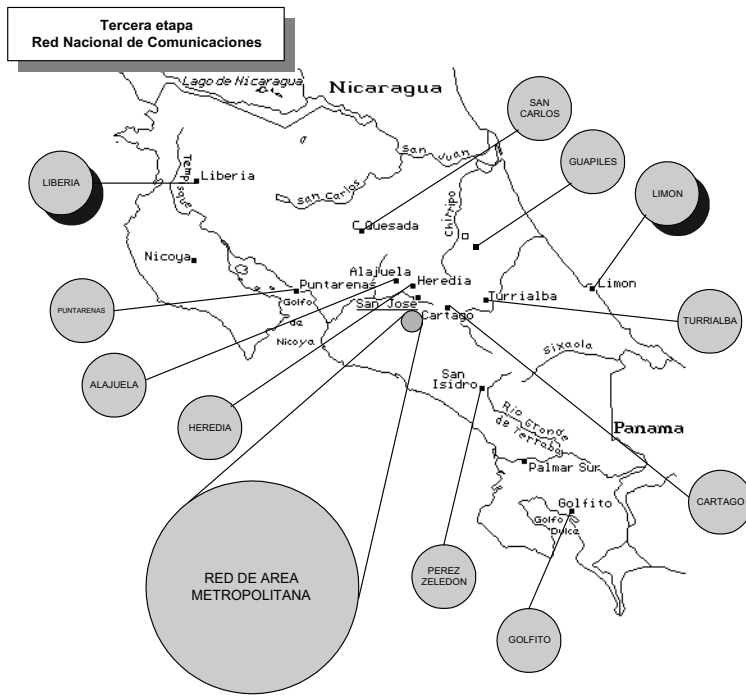 Tercera etapa
Red Nacional de Comunicaciones
Lago de Nicaragua
Nicaragua
SAN
CARLOS
San Juan
GUAPILES
LIBERIA
Tempisque
Liberia
San Carlos
Chirripo
LIMON
C.Quesada
Nicoya
Alajuela
Heredia
Puntarenas
Limon
Golfo
de
Nicoya
San Jose
Turrialba
Cartago
PUNTARENAS
TURRIALBA
Sixaola
ALAJUELA
San
Isidro
HEREDIA
Rio Grande
de Terraba
Panama
Palmar Sur
CARTAGO
Golfito
Golfo
Dulce
RED DE AREA
METROPOLITANA
PEREZ
ZELEDON
GOLFITO